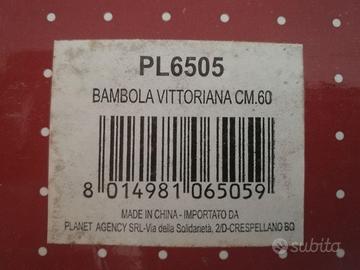 PL6505
BAMBOLA VITTORIANA CM.60
8 014981 065059
MADE IN CHINA - IMPORTATO DA
PLANET AGENCY SRL-Via della Solidarietà, 2/D-CRESPELLANO BO
subito